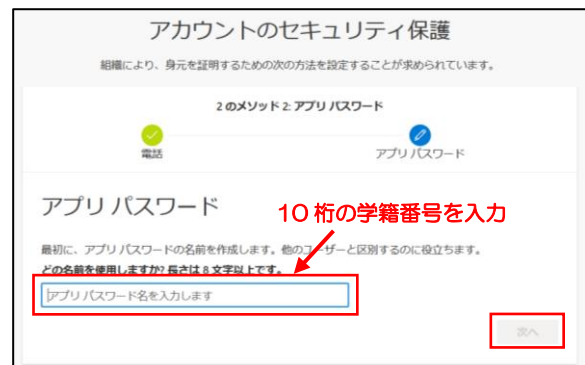 アカウントのセキュリティ保護
組織により、身元を証明するための次の方法を設定することが求められています。
2 のメソッド 2: アプリ パスワード
電話
アプリ パスワード
アプリ パスワード
10 桁の学籍番号を入力
最初に、アプリ パスワードの名前を作成します。他のユーザーと区別するのに役立ちます。
どの名前を使用しますか? 長さは 8 文字以上です。
アプリ パスワード名を入力します
次へ